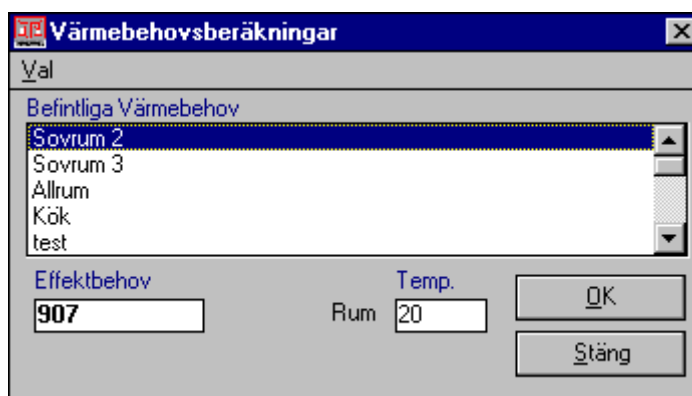 Värmebehovsberäkningar
Val
Befintliga Värmebehov
Sovrum 2
Sovrum 3
Allrum
Kök
test
Effektbehov
Temp.
907
Rum 20
OK
Stäng